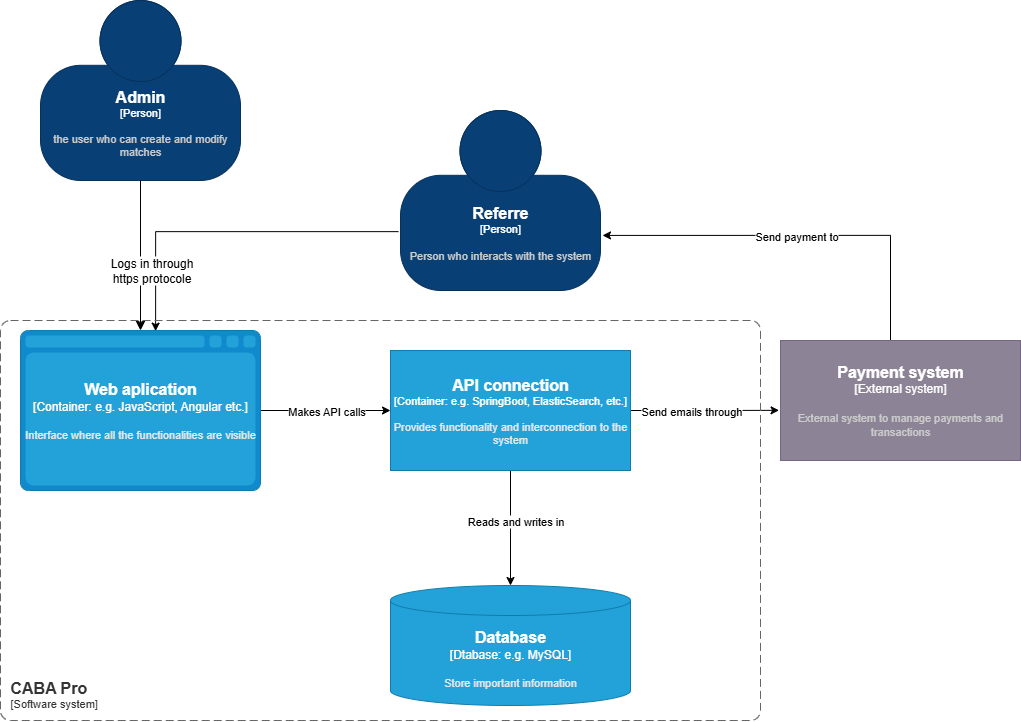 Admin
[Person]
the user who can create and modify
matches
Referre
[Person]
Person who interacts with the system
Send payment to
Logs in through
https protocole
Web aplication
[Container: e.g. JavaScript, Angular etc.]
Interface where all the functionalities are visible
Makes API calls
API connection
[Container: e.g. SpringBoot, ElasticSearch, etc.]
Provides functionality and interconnection to the
system
Send emails through
Payment system
[External system]
External system to manage payments and
transactions
Reads and writes in
Database
[Dtabase: e.g. MySQL]
Store important information
CABA Pro
[Software system]